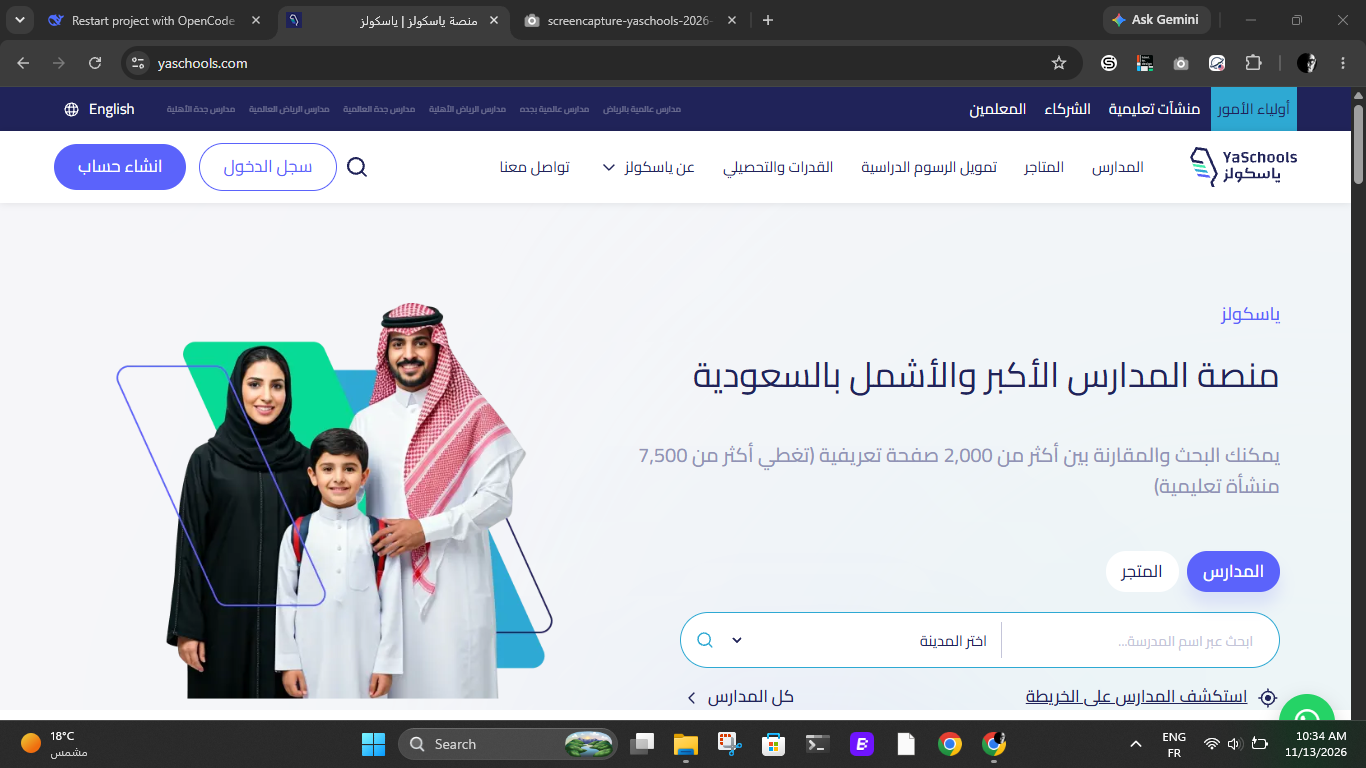 Restart project with OpenCode
منصة ياسكولز | ياسكولز
screencapture-yaschools-2026-
Ask Gemini
yaschools.com
أولياء الأمور
منشآت تعليمية
الشركاء
المعلمين
مدارس عالمية بالرياض
مدارس عالمية بجده
مدارس الرياض الأهلية
مدارس جدة العالمية
مدارس الرياض العالمية
مدارس جدة الأهلية
English
YaSchools
ياسكولز
المدارس
المتاجر
تمويل الرسوم الدراسية
القدرات والتحصيلي
عن ياسكولز
تواصل معنا
سجل الدخول
انشاء حساب
ياسكولز
منصة المدارس الأكبر والأشمل بالسعودية
يمكنك البحث والمقارنة بين أكثر من 2,000 صفحة تعريفية (تغطي أكثر من 7,500
منشأة تعليمية)
المدارس
المتجر
ابحث عبر اسم المدرسة...
اختر المدينة
استكشف المدارس على الخريطة
كل المدارس
18°C
مشمس
Search
ENG
FR
10:34 AM
11/13/2026